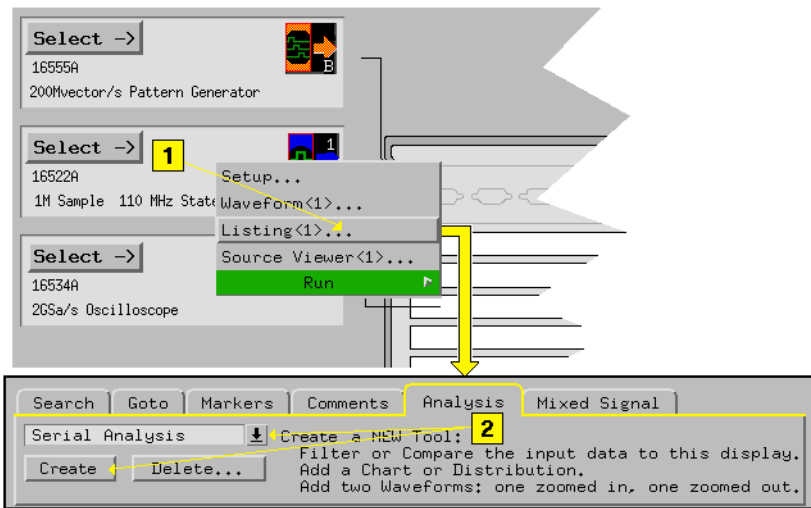 Select ->
B
16555A
200Mvector/s Pattern Generator
Select ->
1
1
16522A
1M Sample 110 MHz State
Setup...
Waveform<1>...
Listing<1>...
Source Viewer<1>...
Run
Select ->
16534A
2GSa/s Oscilloscope
Search
Goto
Markers
Comments
Analysis
Mixed Signal
Serial Analysis
2
Create a NEW Tool:
Filter or Compare the input data to this display.
Create
Delete...
Add a Chart or Distribution.
Add two Waveforms: one zoomed in, one zoomed out.